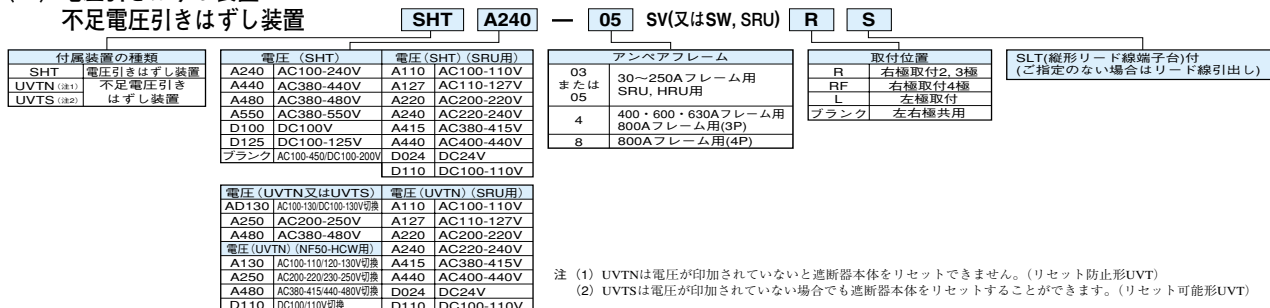 不足電圧引きはずし装置 SHT A240 — 05 SV(又はSW, SRU) R S
付属装置の種類
SHT 電圧引きはずし装置
UVTN(注1) 不足電圧引き
UVTS(注2) はずし装置
電圧(SHT) 電圧(SHT)(SRU用)
A240 AC100-240V A110 AC100-110V
A440 AC380-440V A127 AC110-127V
A480 AC380-480V A220 AC200-220V
A550 AC380-550V A240 AC220-240V
D100 DC100V A415 AC380-415V
D125 DC100-125V A440 AC400-440V
ブランク AC100-450/DC100-200V D024 DC24V
D110 DC100-110V
電圧(UVTN又はUVTS) 電圧(UVTN)(SRU用)
AD130 AC100-130/DC100-130V切換 A110 AC100-110V
A250 AC200-250V A127 AC110-127V
A480 AC380-480V A220 AC200-220V
電圧(UVTN)(NF50-HCW用) A240 AC220-240V
A130 AC100-110/120-130V切換 A415 AC380-415V
A250 AC200-220/230-250V切換 A440 AC400-440V
A480 AC380-415/440-480V切換 D024 DC24V
D110 DC100/110V切換 D110 DC100-110V
アンペアフレーム
03
または
05
30〜250Aフレーム用
SRU, HRU用
4
400・600・630Aフレーム用
800Aフレーム用(3P)
8 800Aフレーム用(4P)
取付位置
R 右極取付2, 3極
RF 右極取付4極
L 左極取付
ブランク 左右極共用
SLT(縦形リード線端子台)付
(ご指定のない場合はリード線引出し)
注(1)UVTNは電圧が印加されていないと遮断器本体をリセットできません。(リセット防止形UVT)
(2)UVTSは電圧が印加されていない場合でも遮断器本体をリセットすることができます。(リセット可能形UVT)